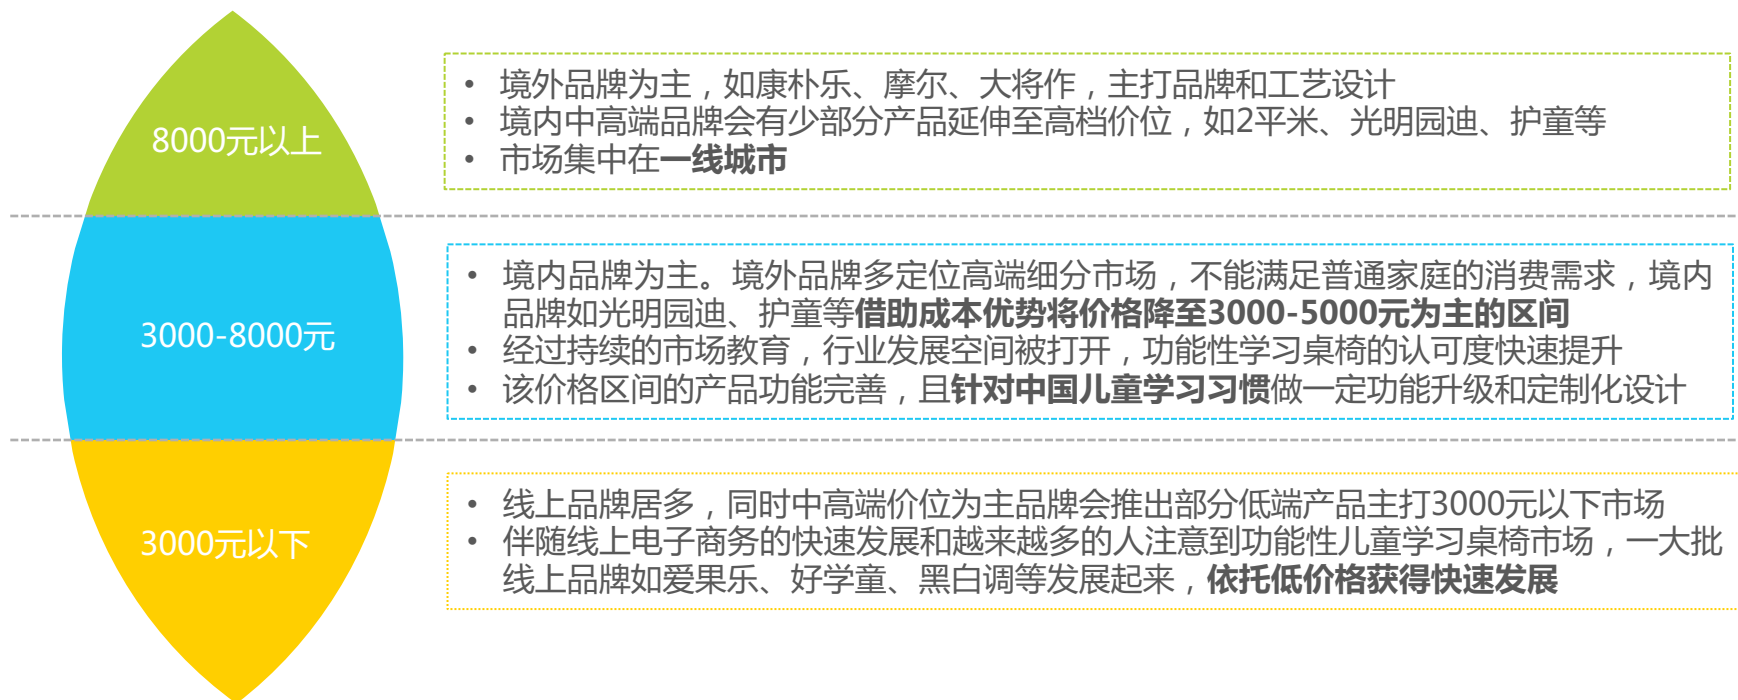 8000元以上
• 境外品牌为主，如康朴乐、摩尔、大将作，主打品牌和工艺设计
• 境内中高端品牌会有少部分产品延伸至高档价位，如2平米、光明园迪、护童等
• 市场集中在一线城市
3000-8000元
• 境内品牌为主。境外品牌多定位高端细分市场，不能满足普通家庭的消费需求，境内
品牌如光明园迪、护童等借助成本优势将价格降至3000-5000元为主的区间
• 经过持续的市场教育，行业发展空间被打开，功能性学习桌椅的认可度快速提升
• 该价格区间的产品功能完善，且针对中国儿童学习习惯做一定功能升级和定制化设计
3000元以下
• 线上品牌居多，同时中高端价位为主品牌会推出部分低端产品主打3000元以下市场
• 伴随线上电子商务的快速发展和越来越多的人注意到功能性儿童学习桌椅市场，一大批
线上品牌如爱果乐、好学童、黑白调等发展起来，依托低价格获得快速发展